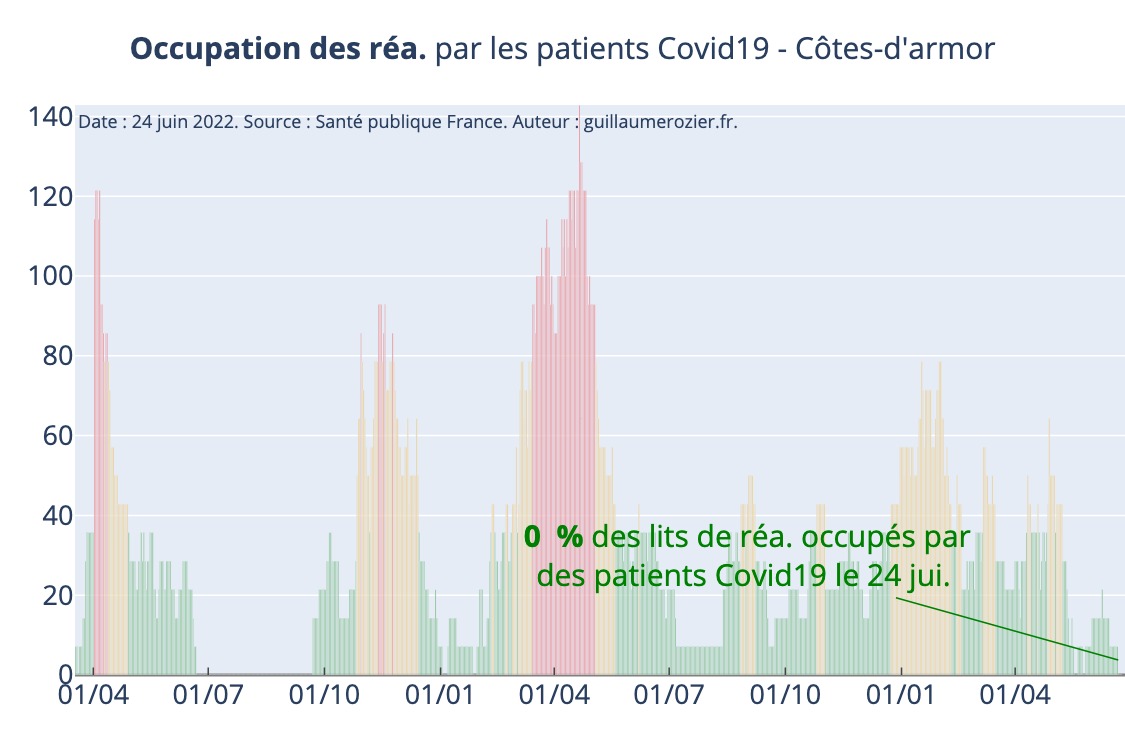 Occupation des réa. par les patients Covid19 - Côtes-d'armor
140
Date : 24 juin 2022. Source : Santé publique France. Auteur : guillaumerozier.fr.
120
100
80
60
40
0 % des lits de réa. occupés par
des patients Covid19 le 24 jui.
20
0
01/04 01/07 01/10 01/01 01/04 01/07 01/10 01/01 01/04